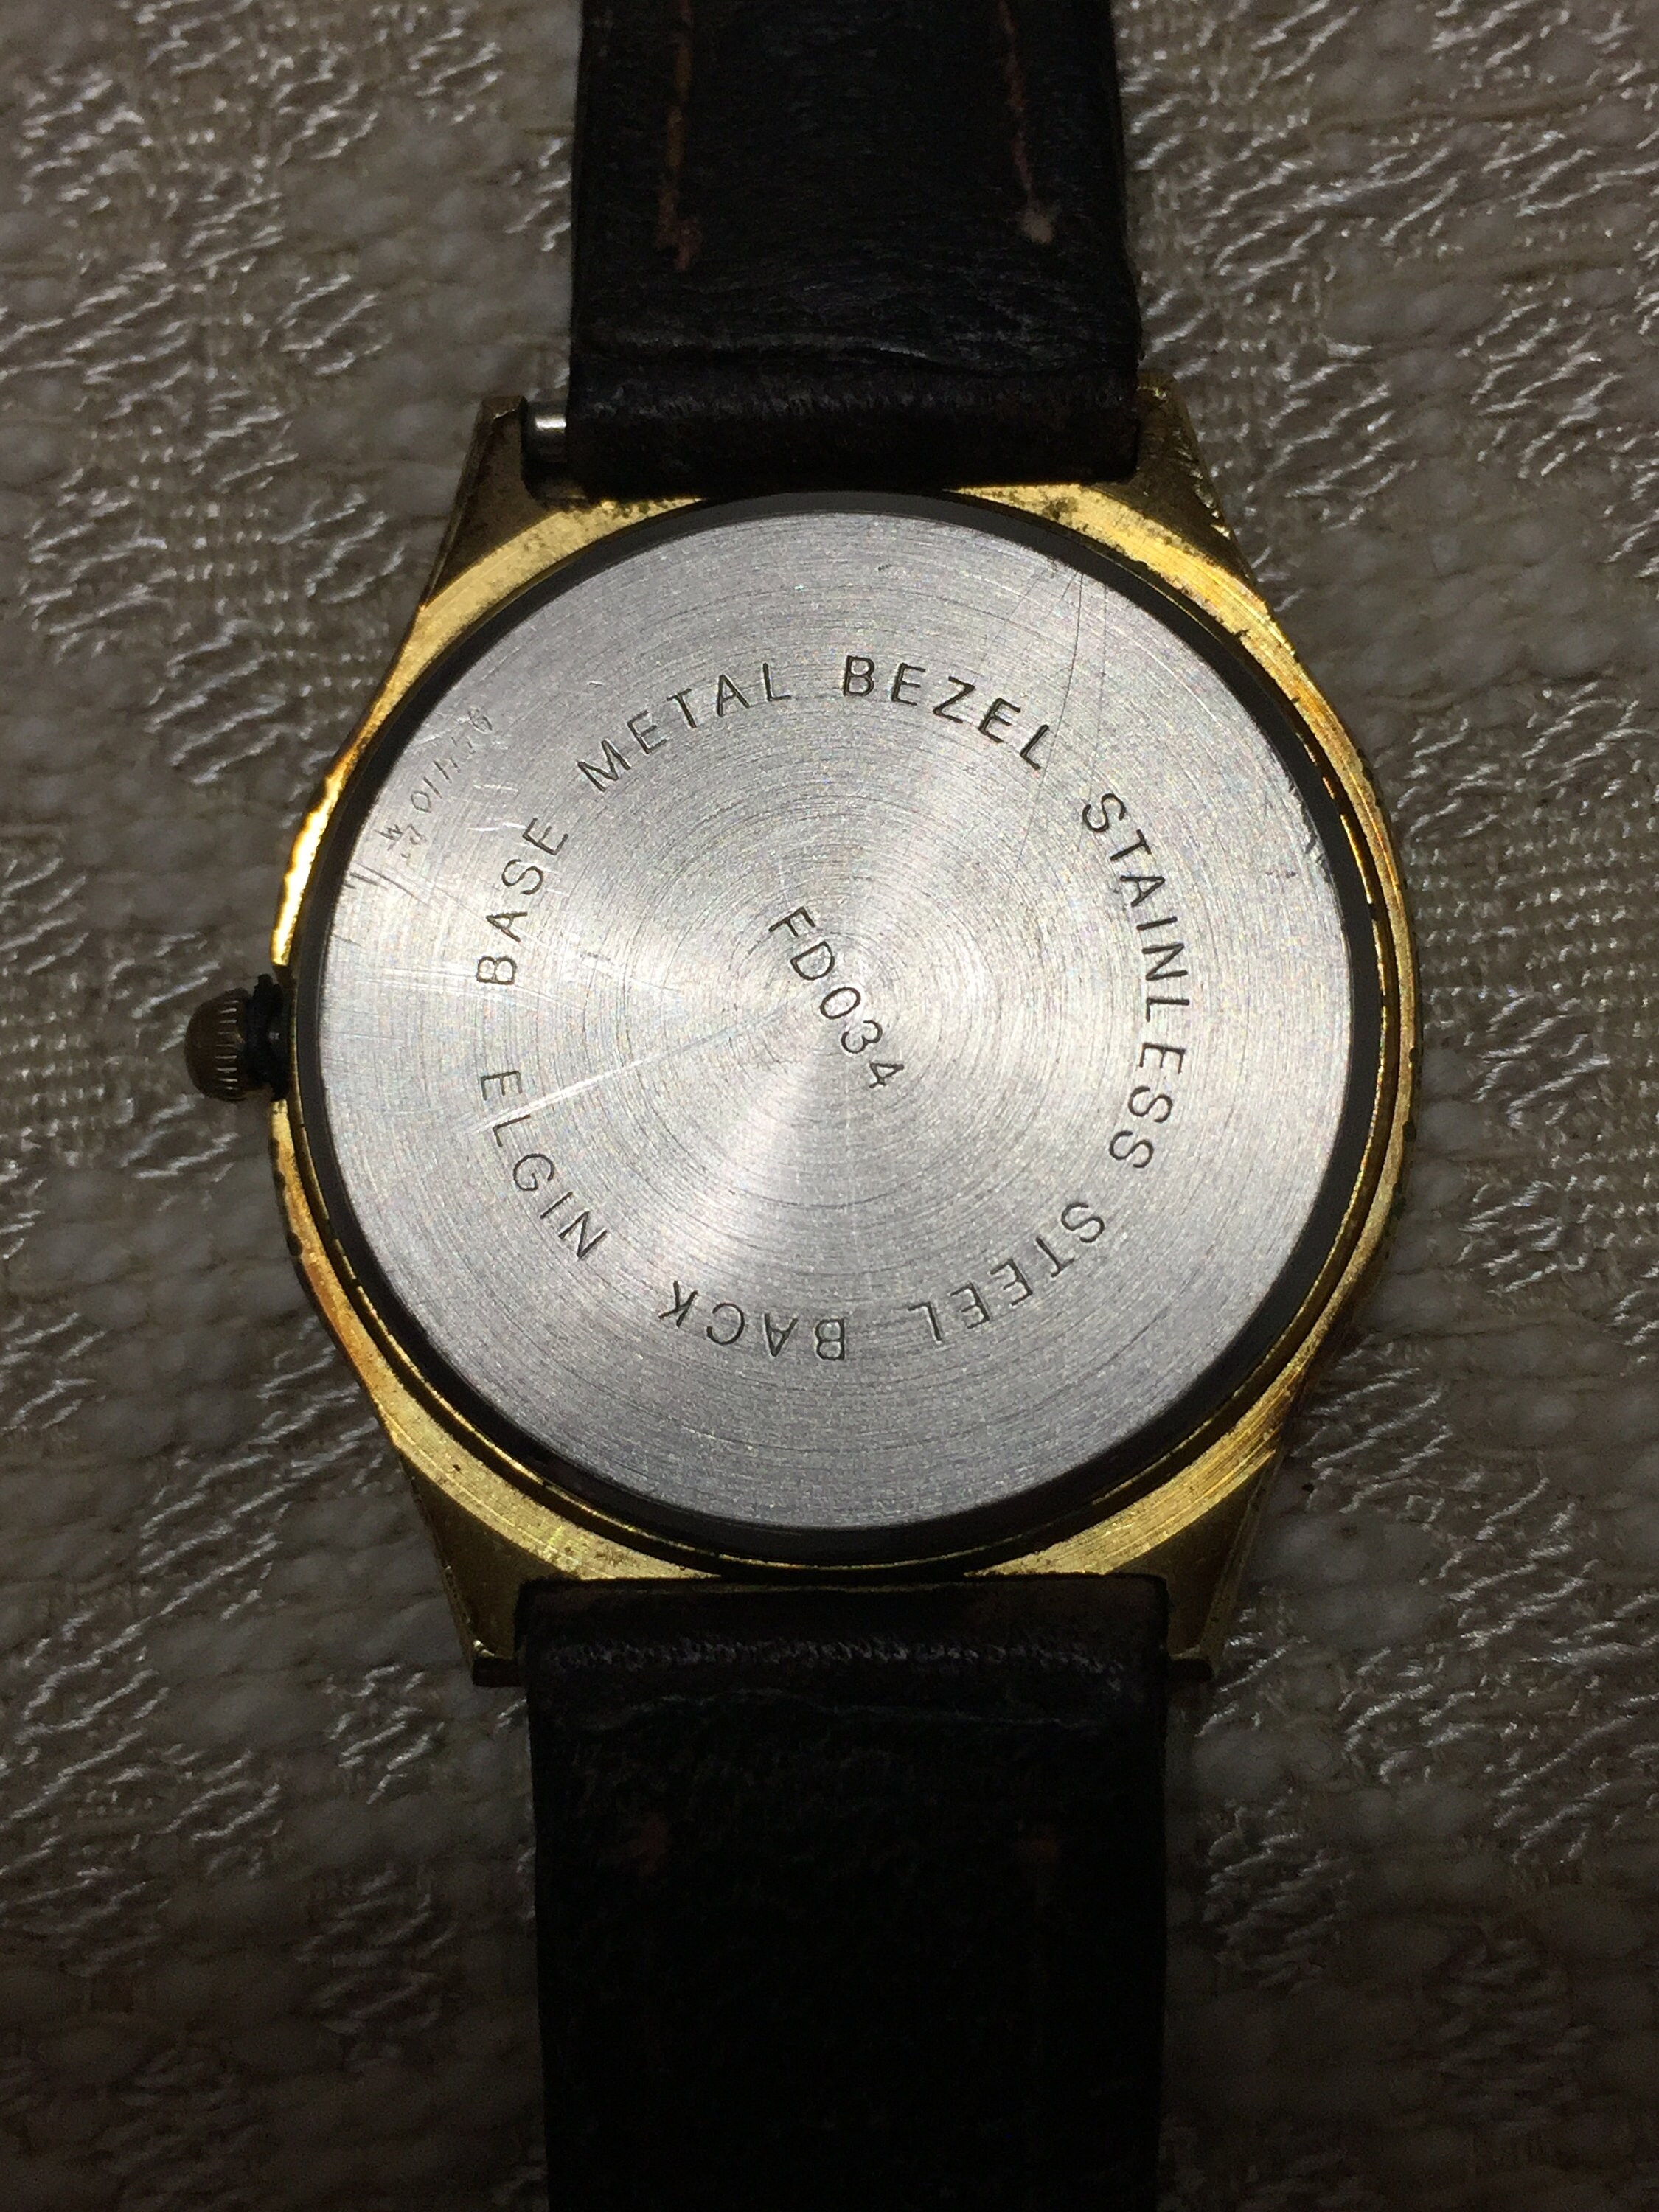 BASE METAL BEZEL STAINLESS STEEL BACK ELGIN
FD034